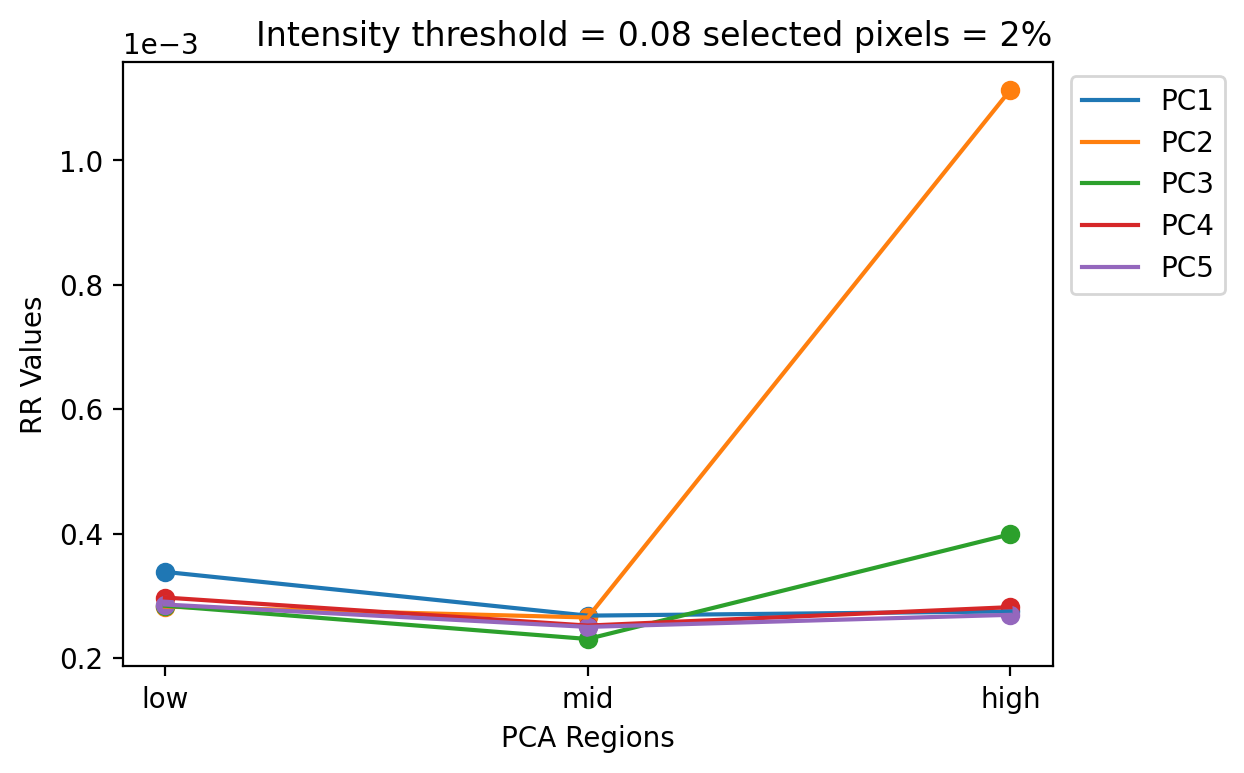 Intensity threshold = 0.08 selected pixels = 2%
1e−3
1.0
0.8
0.6
0.4
0.2
RR Values
low mid high
PCA Regions
PC1
PC2
PC3
PC4
PC5